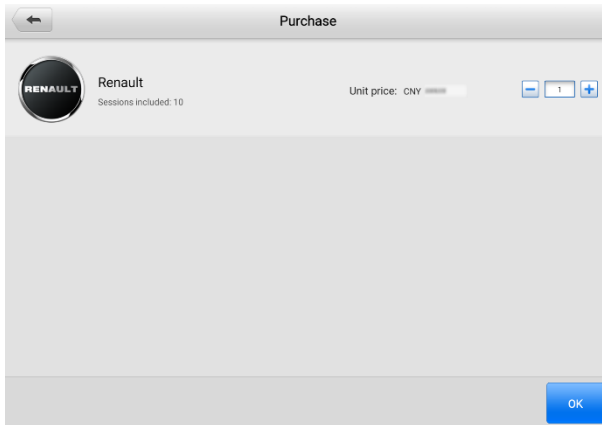 Purchase
RENAULT
Renault
Sessions included: 10
Unit price: CNY
1
OK